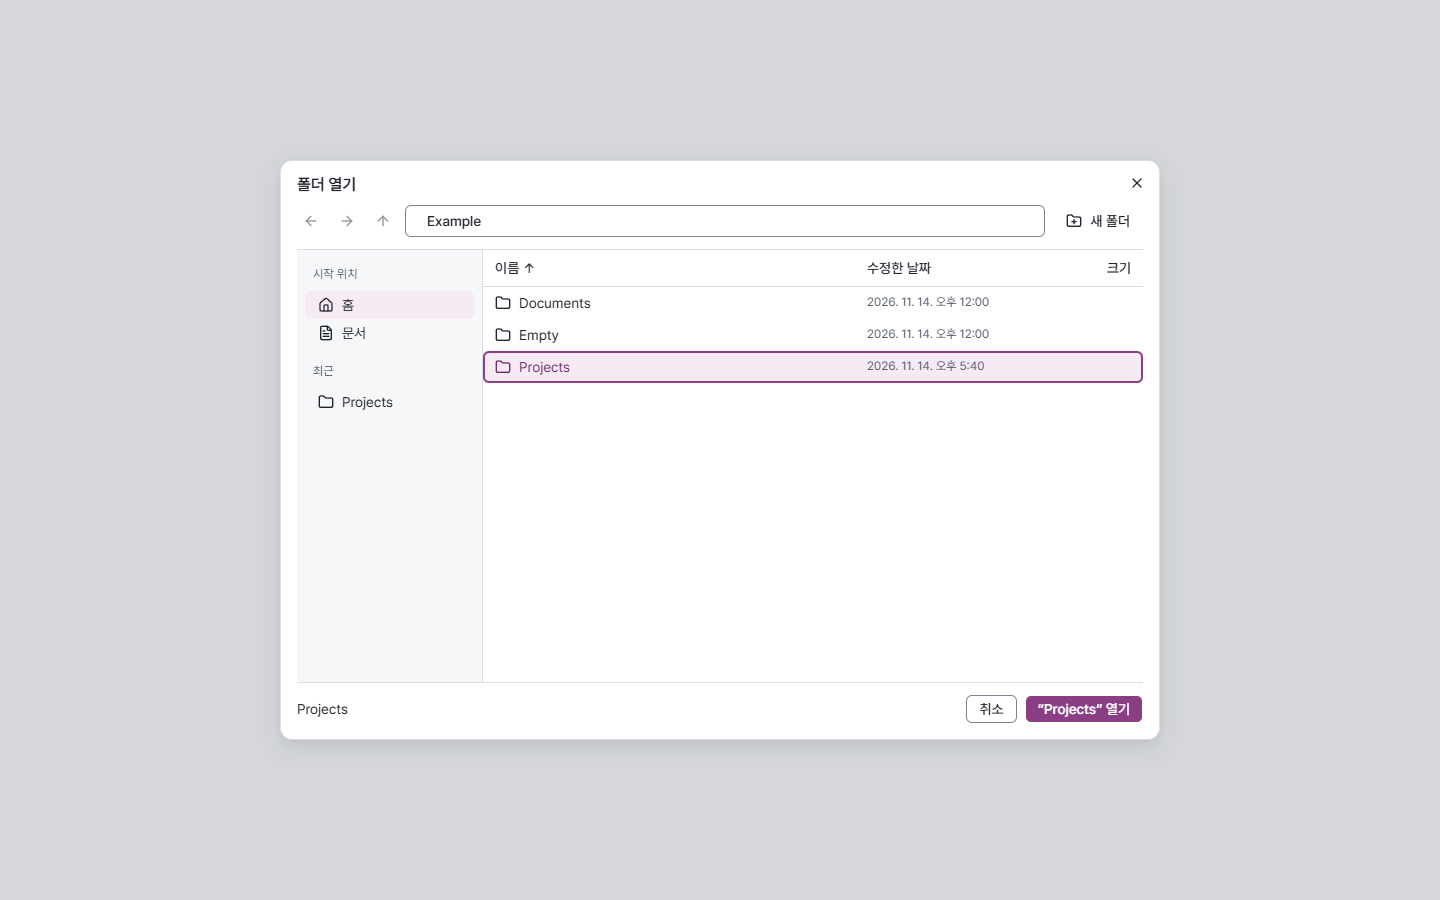 폴더 열기
Example
새 폴더
시작 위치
홈
문서
최근
Projects
이름 수정한 날짜 크기
Documents 2026. 11. 14. 오후 12:00
Empty 2026. 11. 14. 오후 12:00
Projects 2026. 11. 14. 오후 5:40
Projects
취소
“Projects” 열기